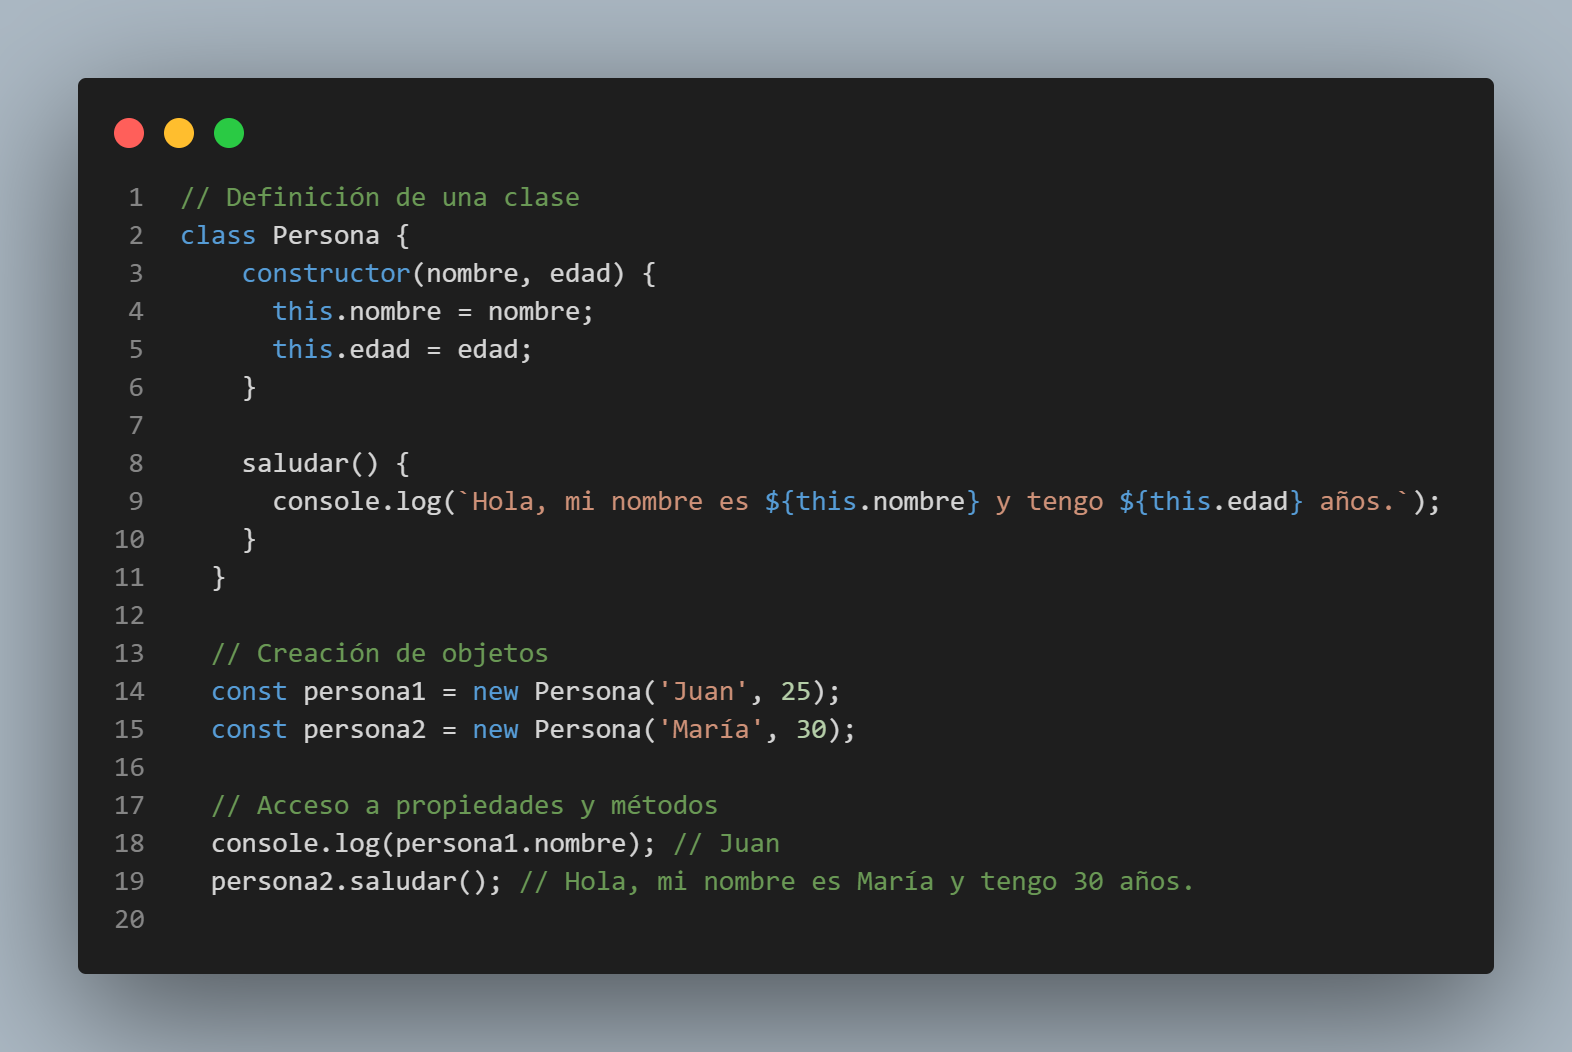 1 // Definición de una clase
2 class Persona {
3     constructor(nombre, edad) {
4       this.nombre = nombre;
5       this.edad = edad;
6     }
7
8     saludar() {
9       console.log(`Hola, mi nombre es ${this.nombre} y tengo ${this.edad} años.`);
10     }
11   }
12
13   // Creación de objetos
14   const persona1 = new Persona('Juan', 25);
15   const persona2 = new Persona('María', 30);
16
17   // Acceso a propiedades y métodos
18   console.log(persona1.nombre); // Juan
19   persona2.saludar(); // Hola, mi nombre es María y tengo 30 años.
20